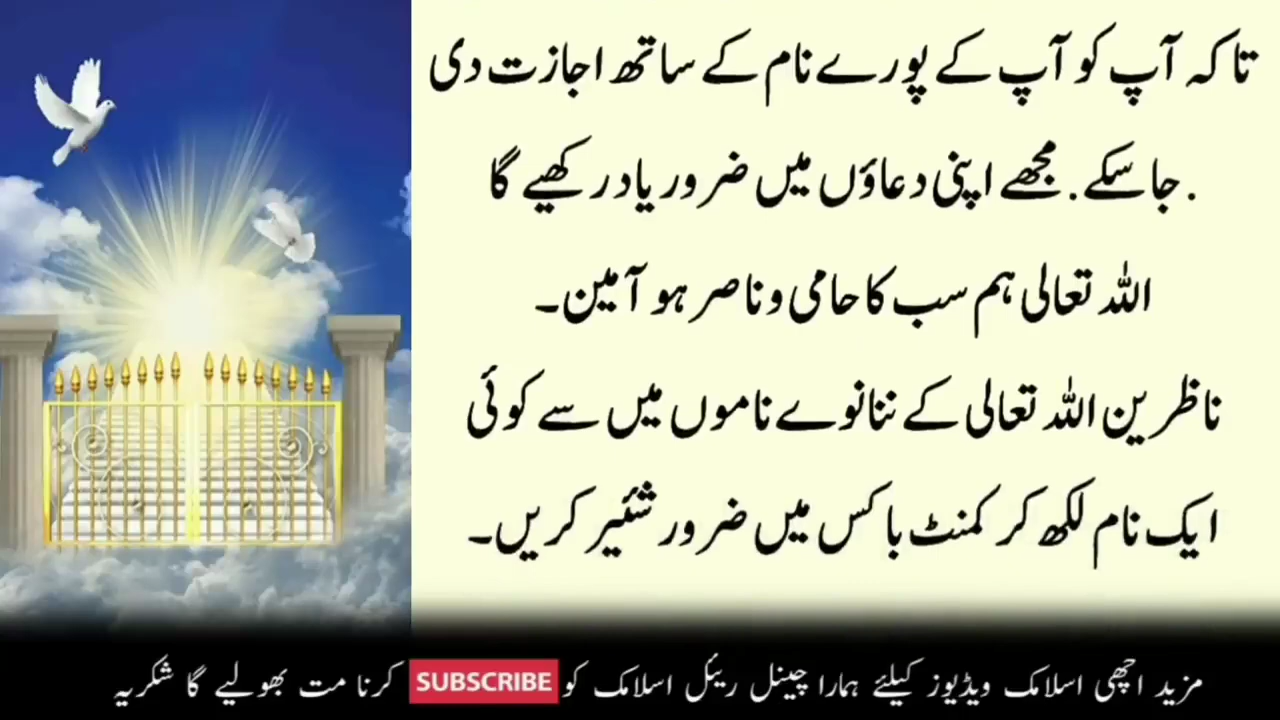 تاکہ آپ کو آپ کے پورے نام کے ساتھ اجازت دی
.جاسکے. مجھے اپنی دعاؤں میں ضرور یاد رکھیے گا
اللہ تعالی ہم سب کا حامی و ناصر ہو آمین۔
ناظرین اللہ تعالی کے ننانوے ناموں میں سے کوئی
ایک نام لکھ کر کمنٹ باکس میں ضرور شئیر کریں۔
مزید اچھی اسلامک ویڈیوز کیلئے ہمارا چینل ریئل اسلامک کو SUBSCRIBE کرنا مت بھولیے گا شکریہ